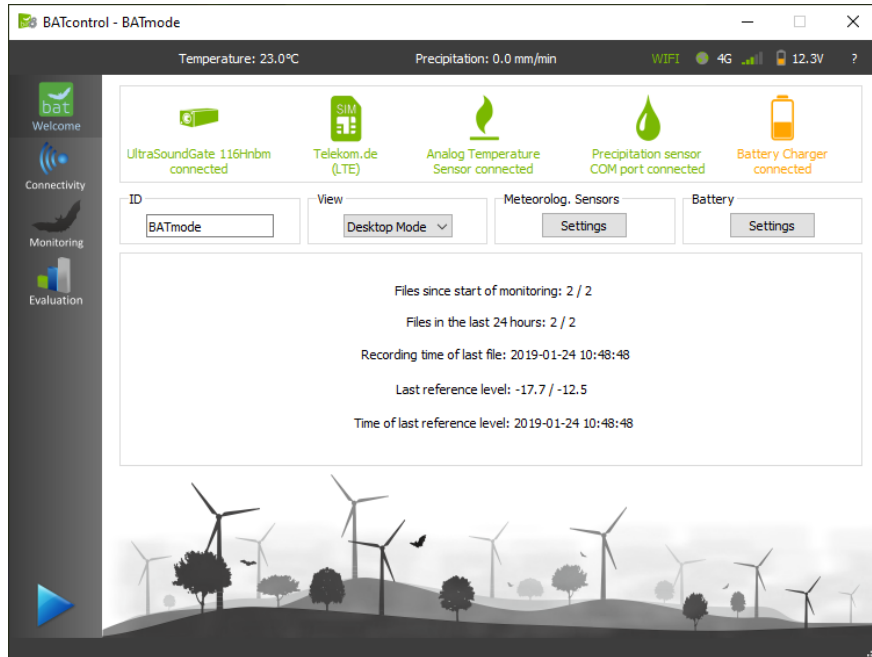 BATcontrol - BATmode
Temperature: 23.0°C Precipitation: 0.0 mm/min WIFI 4G 12.3V ?
bat
Welcome
Connectivity
Monitoring
Evaluation
UltraSoundGate 116Hnbm
connected
SIM
Telekom.de
(LTE)
Analog Temperature
Sensor connected
Precipitation sensor
COM port connected
Battery Charger
connected
ID
BATmode
View
Desktop Mode
Meteorolog. Sensors
Settings
Battery
Settings
Files since start of monitoring: 2 / 2
Files in the last 24 hours: 2 / 2
Recording time of last file: 2019-01-24 10:48:48
Last reference level: -17.7 / -12.5
Time of last reference level: 2019-01-24 10:48:48